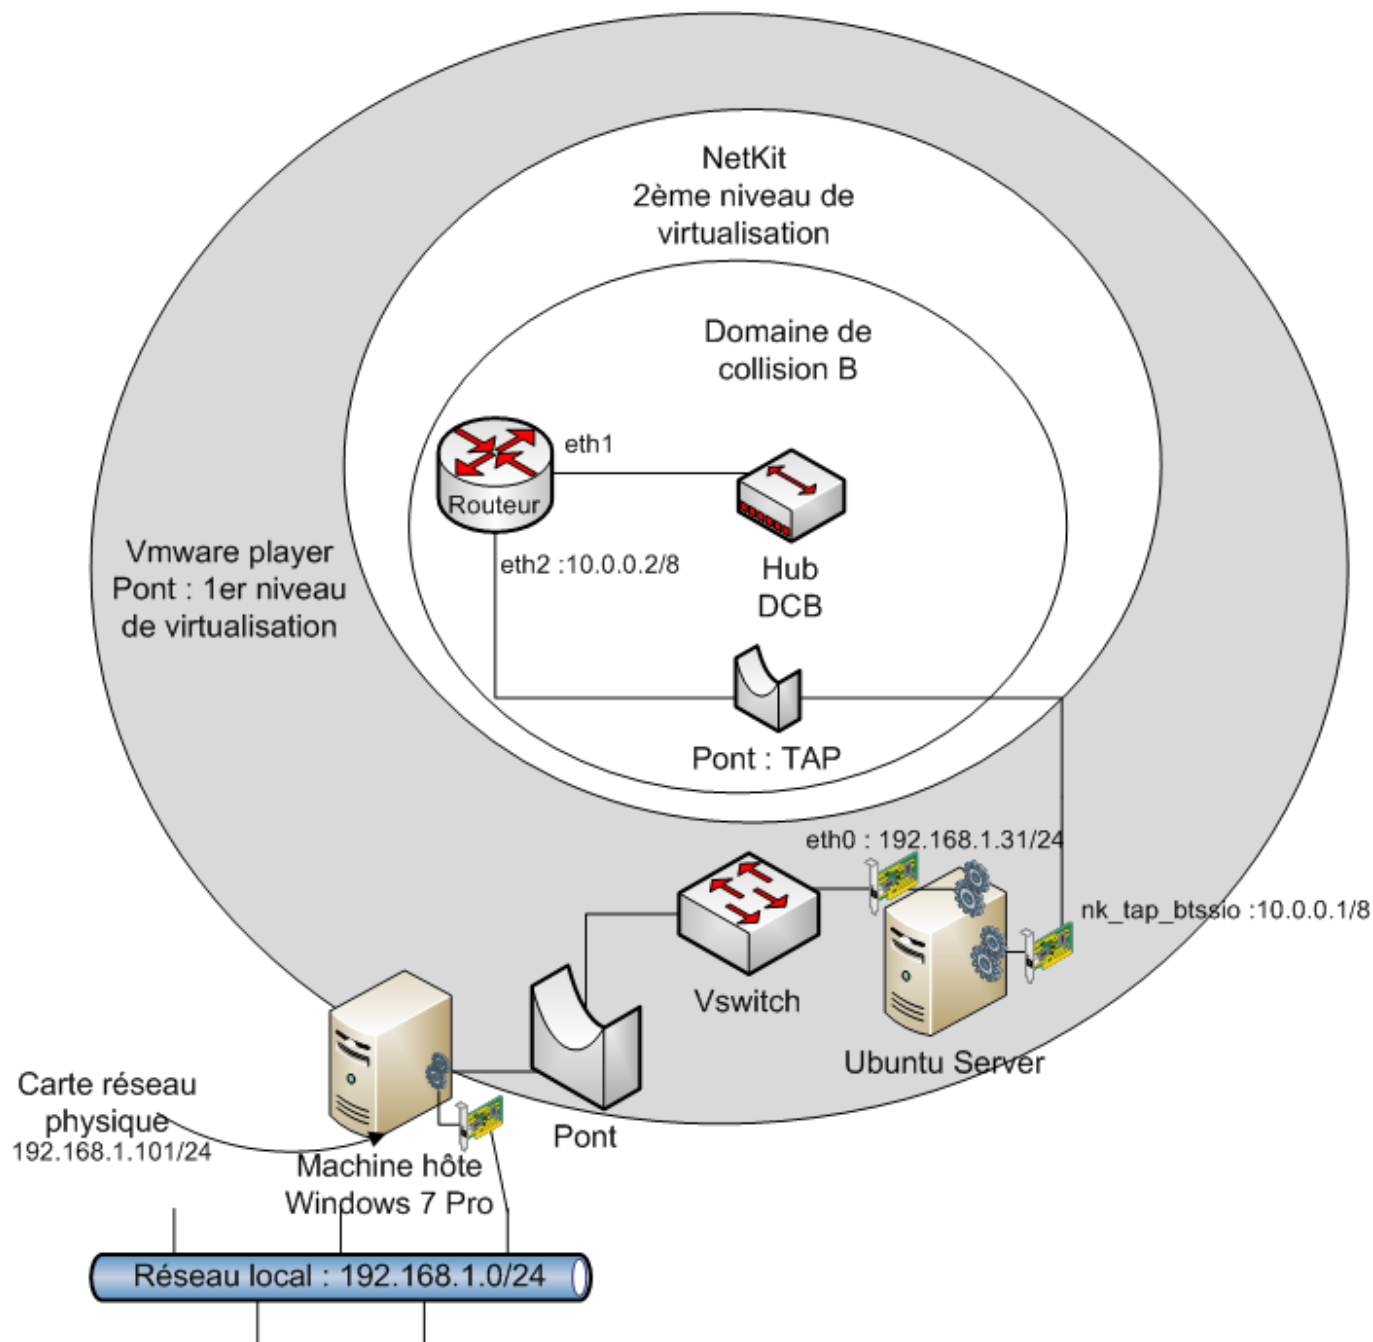 NetKit
2ème niveau de
virtualisation
Domaine de
collision B
eth1
Routeur
eth2 :10.0.0.2/8
Hub
DCB
Vmware player
Pont : 1er niveau
de virtualisation
Pont : TAP
eth0 : 192.168.1.31/24
nk_tap_btssio :10.0.0.1/8
Vswitch
Ubuntu Server
Carte réseau
physique
192.168.1.101/24
Pont
Machine hôte
Windows 7 Pro
Réseau local : 192.168.1.0/24